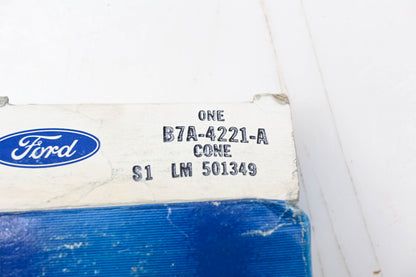 ONE
B7A-4221-A
CONE
S1 LM 501349
Ford